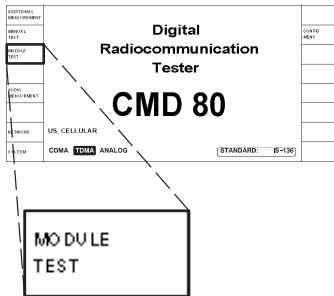 ADDITIONAL
MEASUREMENT
MANUAL
TEST
MODULE
TEST
AUDIO
MEASURMENT
NETWORK
SYSTEM
Digital
Radiocommunication
Tester
CMD 80
US CELLULAR
CDMA TDMA ANALOG
STANDARD: IS-136
CONFIG
MENU
MODULE
TEST